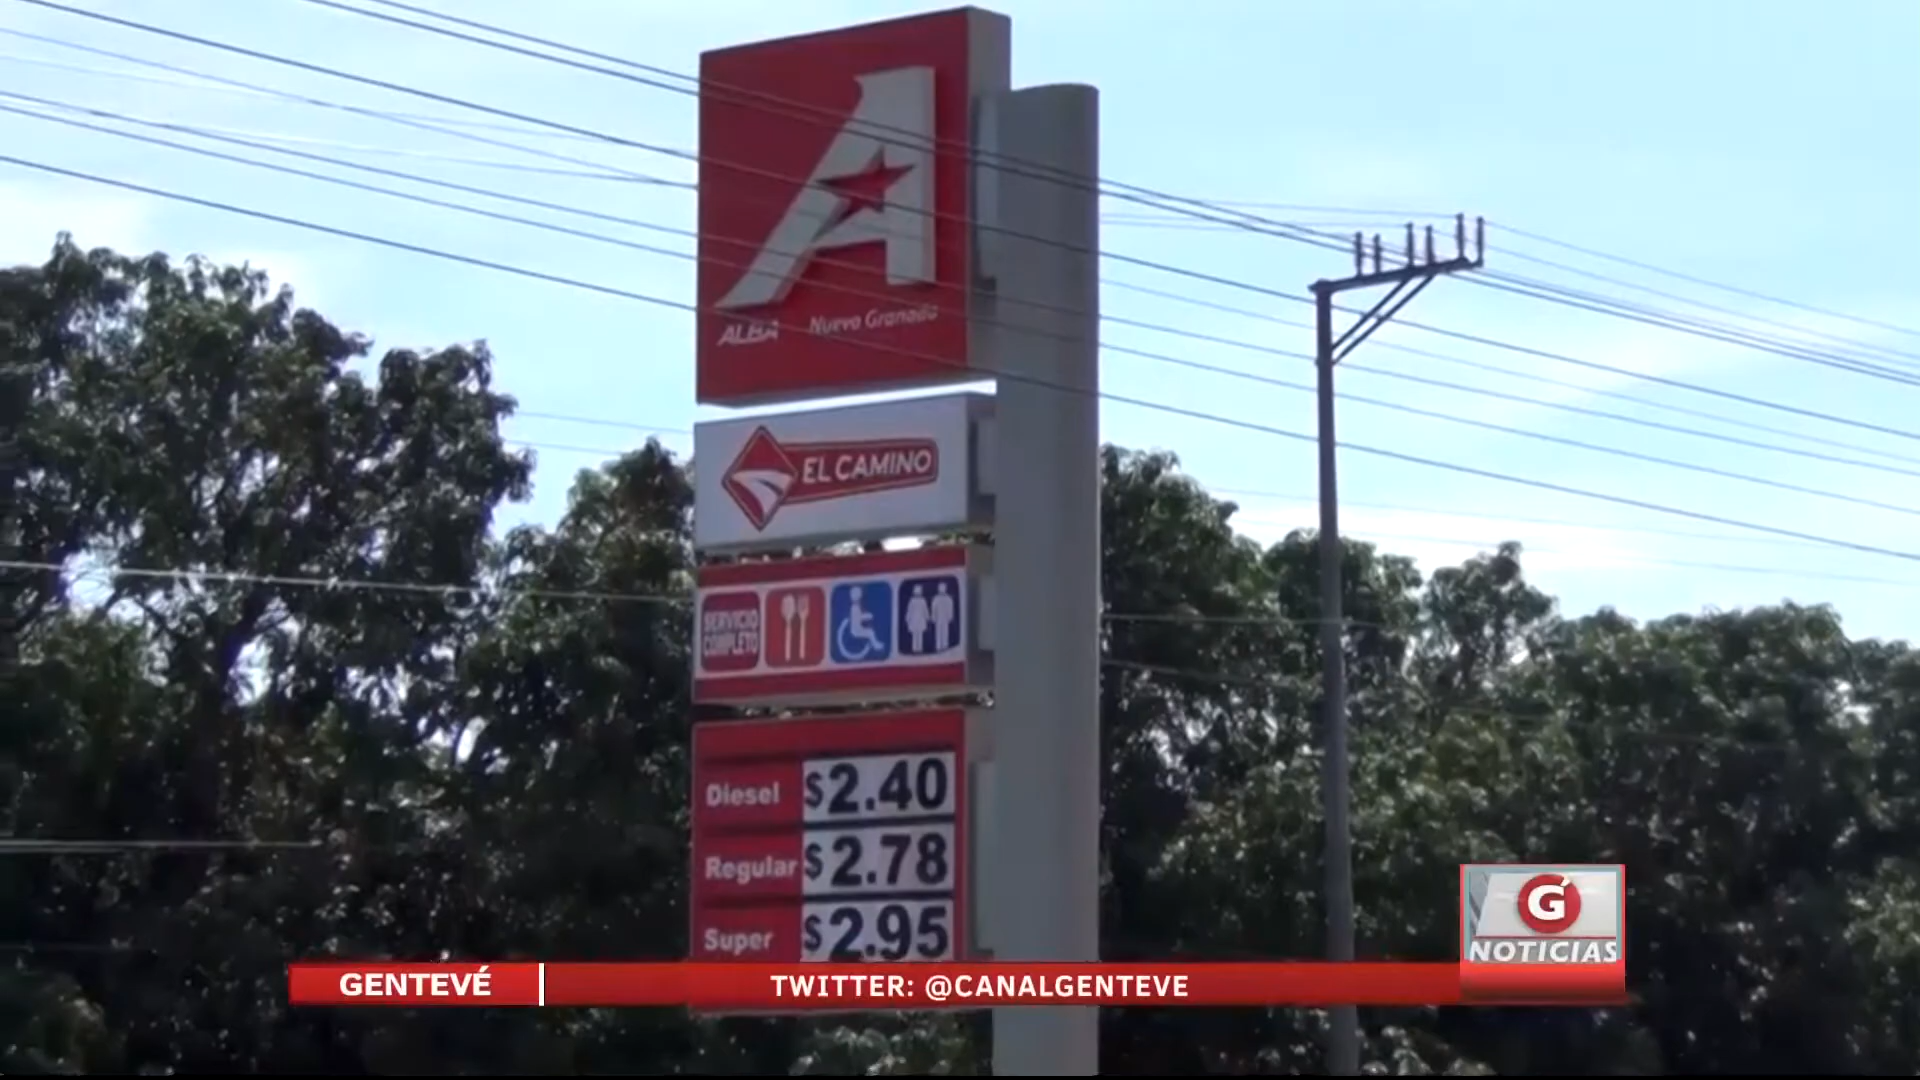 ALBA Nueva Granada
EL CAMINO
SERVICIO
COMPLETO
Diesel $2.40
Regular $2.78
Super $2.95
G
NOTICIAS
GENTEVÉ
TWITTER: @CANALGENTEVE